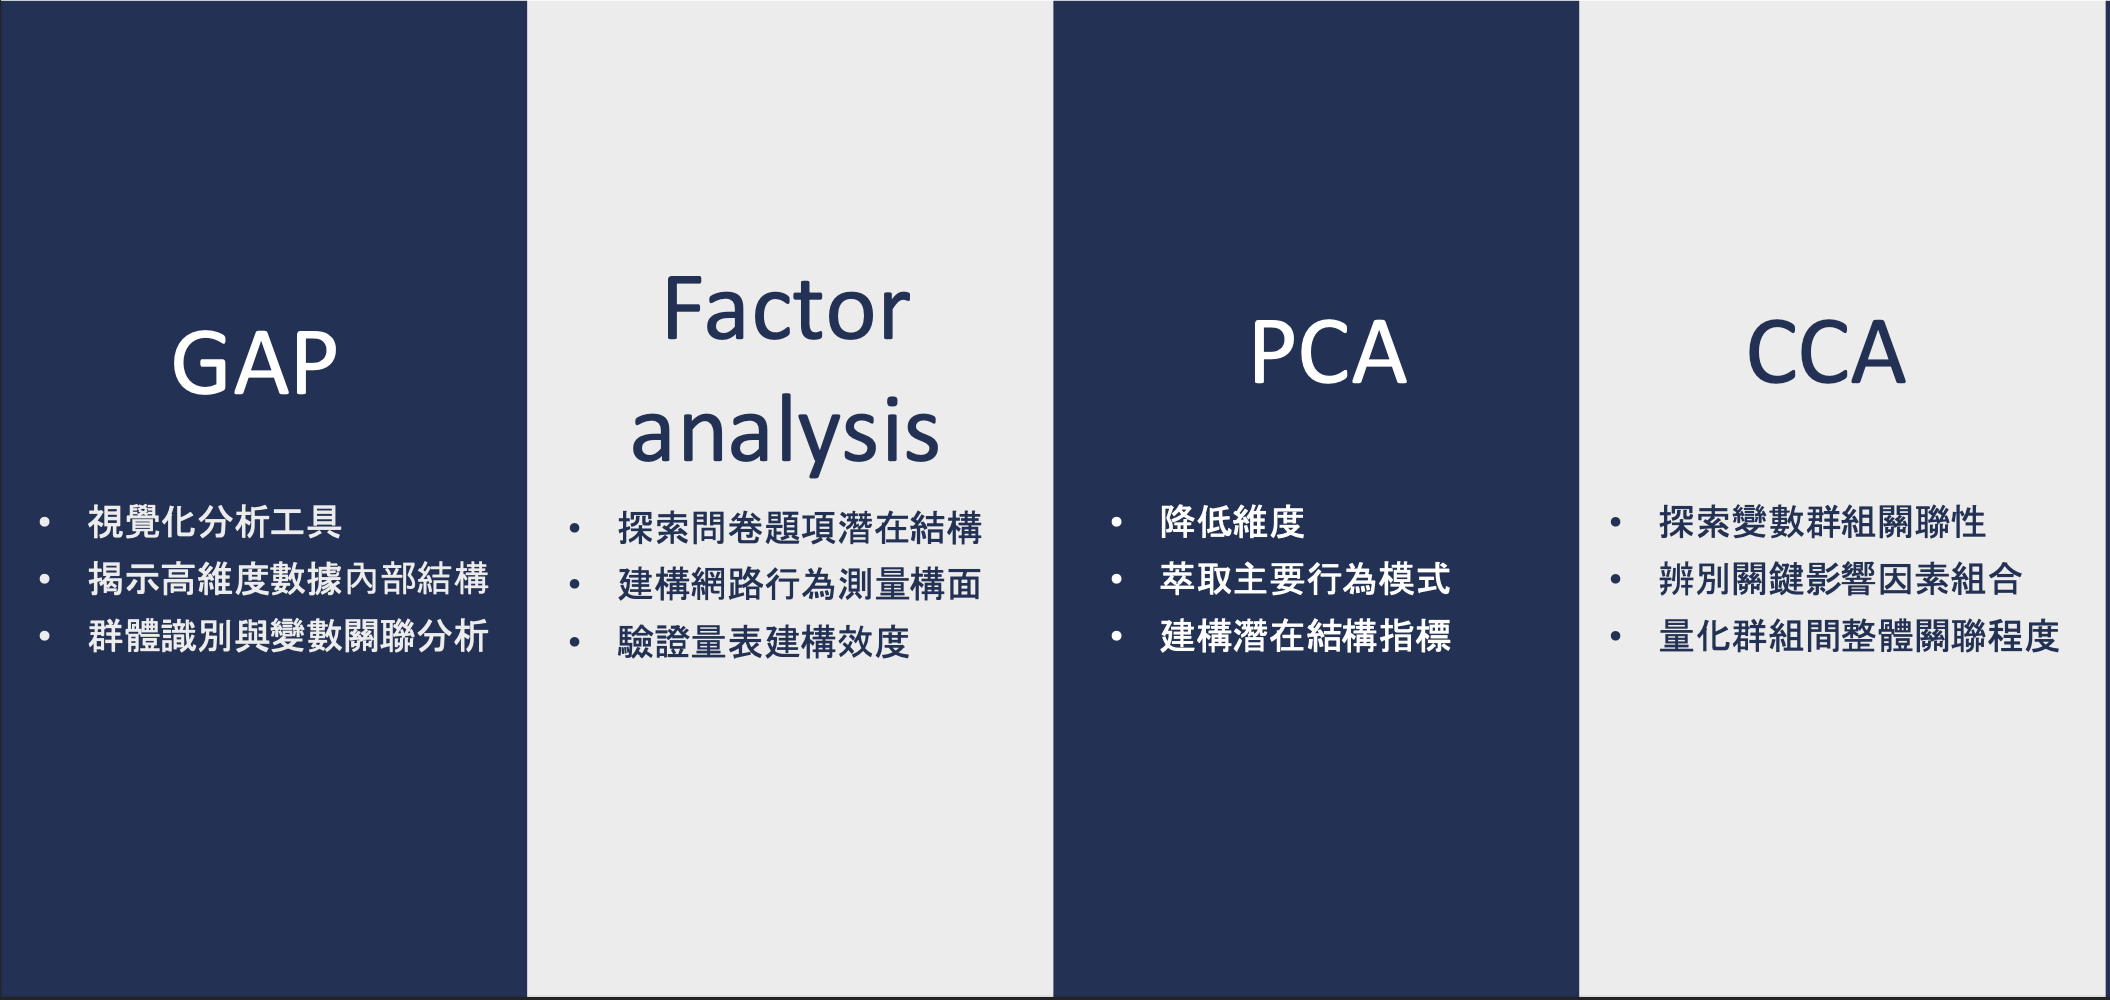 GAP
• 視覺化分析工具
• 揭示高維度數據內部結構
• 群體識別與變數關聯分析
Factor
analysis
• 探索問卷題項潛在結構
• 建構網路行為測量構面
• 驗證量表建構效度
PCA
• 降低維度
• 萃取主要行為模式
• 建構潛在結構指標
CCA
• 探索變數群組關聯性
• 辨別關鍵影響因素組合
• 量化群組間整體關聯程度